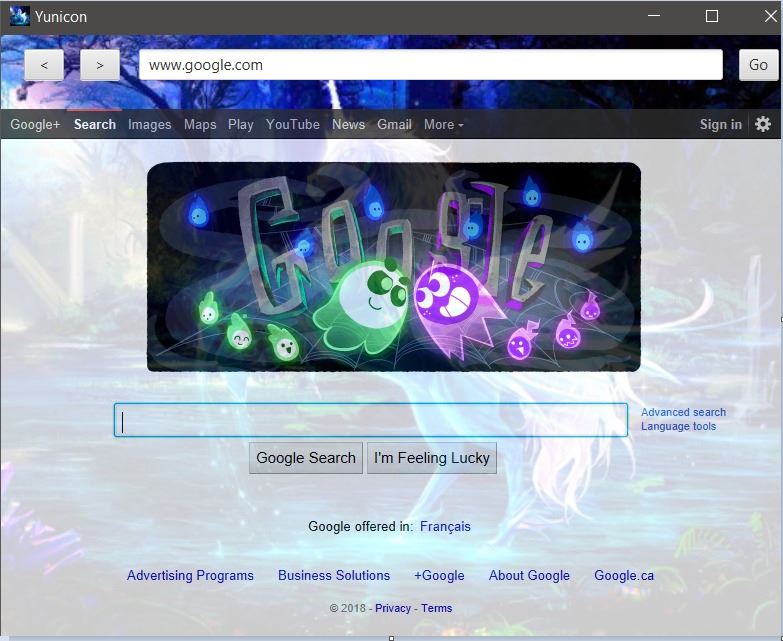 Yunicon
< > www.google.com Go
Google+ Search Images Maps Play YouTube News Gmail More Sign in
Google
Advanced search
Language tools
Google Search I'm Feeling Lucky
Google offered in: Français
Advertising Programs Business Solutions +Google About Google Google.ca
© 2018 - Privacy - Terms